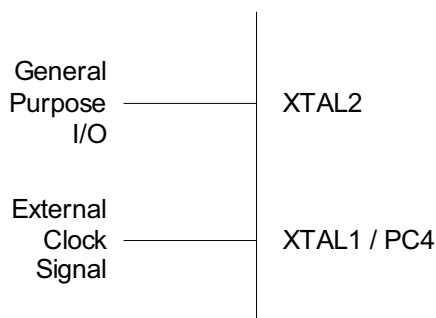 General
Purpose
I/O
XTAL2
External
Clock
Signal
XTAL1 / PC4